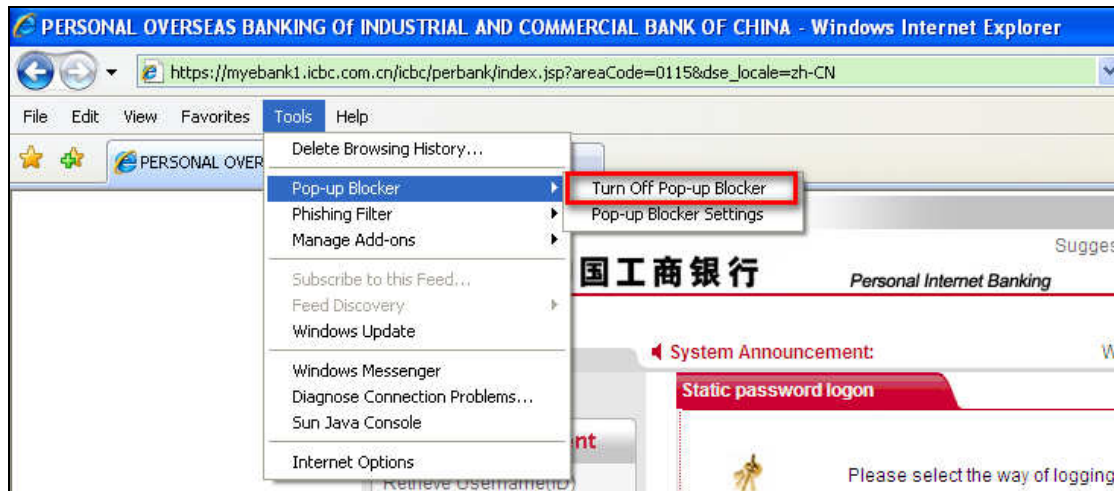 PERSONAL OVERSEAS BANKING Of INDUSTRIAL AND COMMERCIAL BANK OF CHINA - Windows Internet Explorer
https://myebank1.icbc.com.cn/icbc/perbank/index.jsp?areaCode=0115&dse_locale=zh-CN
File Edit View Favorites Tools Help
PERSONAL OVER
Delete Browsing History...
Pop-up Blocker
Turn Off Pop-up Blocker
Phishing Filter
Pop-up Blocker Settings
Manage Add-ons
Sugges
国工商银行 Personal Internet Banking
Subscribe to this Feed...
Feed Discovery
Windows Update
System Announcement: W
Windows Messenger
Diagnose Connection Problems...
Static password logon
Sun Java Console
nt
Internet Options
Retrieve Username(ID)
Please select the way of logging